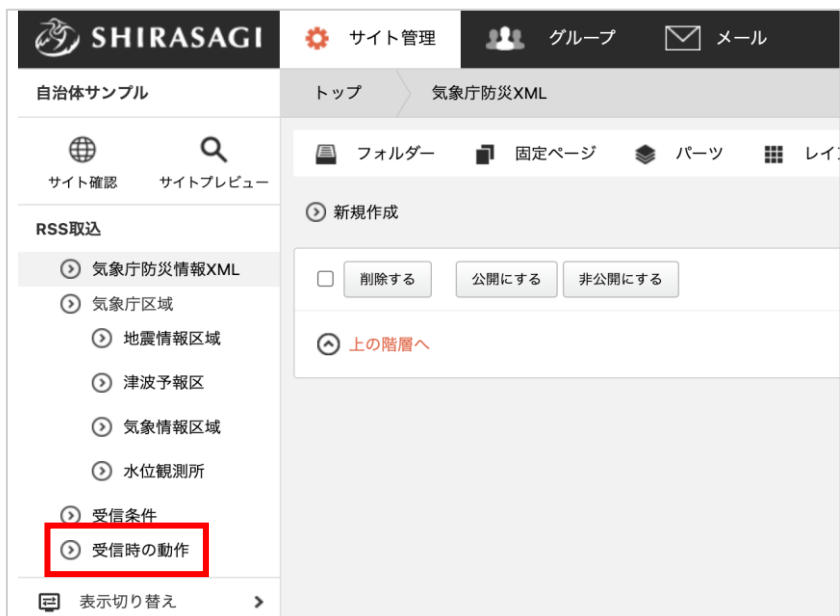 SHIRASAGI
サイト管理
グループ
メール
自治体サンプル
トップ
気象庁防災XML
サイト確認
サイトプレビュー
フォルダー
固定ページ
パーツ
レイ
RSS取込
新規作成
気象庁防災情報XML
気象庁区域
地震情報区域
津波予報区
気象情報区域
水位観測所
受信条件
受信時の動作
表示切り替え
削除する
公開にする
非公開にする
上の階層へ